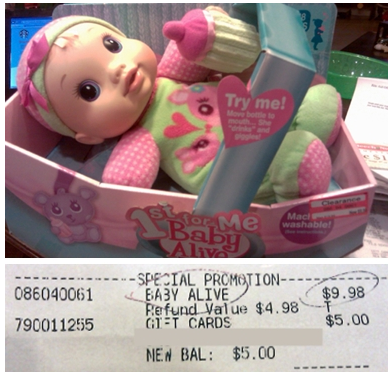 Try me!
Move bottle to
mouth... She
"drinks" and
giggles!
Clearance
Mach
washable!
1st for Me
Baby
Alive
SPECIAL PROMOTION
086040061 BABY ALIVE $9.98
Refund Value $4.98 T
790011255 GIFT CARDS $5.00
NEW BAL: $5.00